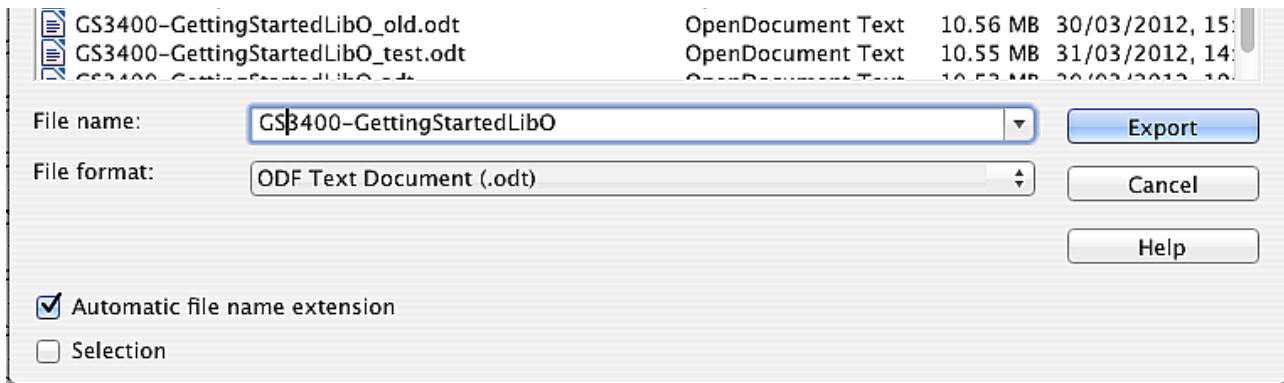 GS3400-GettingStartedLibO_old.odt OpenDocument Text 10.56 MB 30/03/2012, 15:
GS3400-GettingStartedLibO_test.odt OpenDocument Text 10.55 MB 31/03/2012, 14:
File name: GS3400-GettingStartedLibO Export
File format: ODF Text Document (.odt) Cancel
Help
Automatic file name extension
Selection